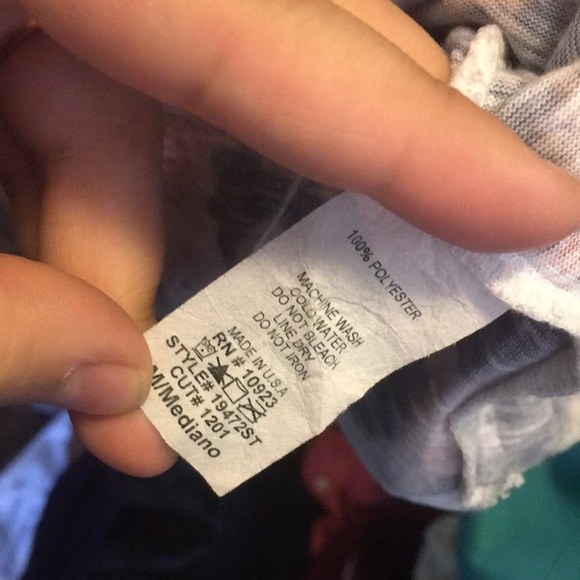 100% POLYESTER
MACHINE WASH
COLD WATER
DO NOT BLEACH
LINE DRY
DO NOT IRON
MADE IN U.S.A
RN # 10923
STYLE# 19472ST
CUT# 1201
M/Mediano